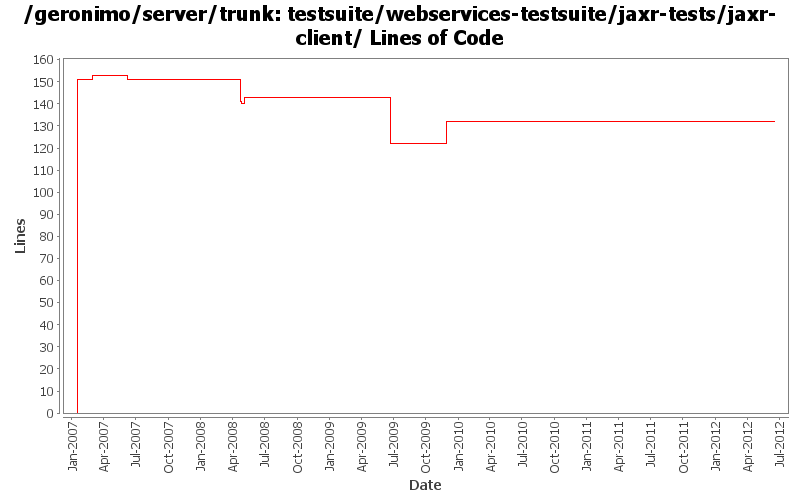 /geronimo/server/trunk: testsuite/webservices-testsuite/jaxr-tests/jaxr-
client/ Lines of Code
160
150
140
130
120
110
100
90
80
70
60
50
40
30
20
10
0
Lines
Jan-2007
Apr-2007
Jul-2007
Oct-2007
Jan-2008
Apr-2008
Jul-2008
Oct-2008
Jan-2009
Apr-2009
Jul-2009
Oct-2009
Jan-2010
Apr-2010
Jul-2010
Oct-2010
Jan-2011
Apr-2011
Jul-2011
Oct-2011
Jan-2012
Apr-2012
Jul-2012
Date